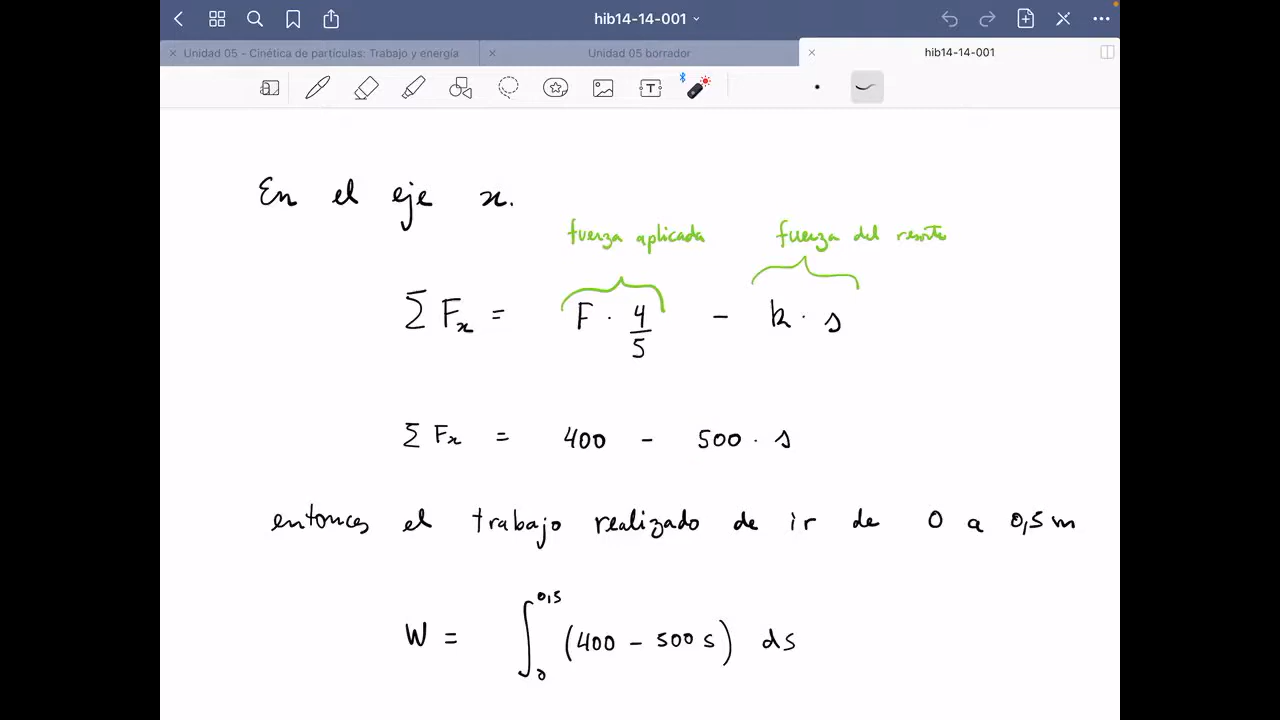 hib14-14-001
Unidad 05 - Cinética de partículas: Trabajo y energía
Unidad 05 borrador
hib14-14-001
En el eje x.
fuerza aplicada
fuerza del resorte
Σ Fx = F · 4/5 - k · s
Σ Fx = 400 - 500 · s
entonces el trabajo realizado de ir de 0 a 0,5 m
W = ∫₀^0,5 (400 - 500 s) ds